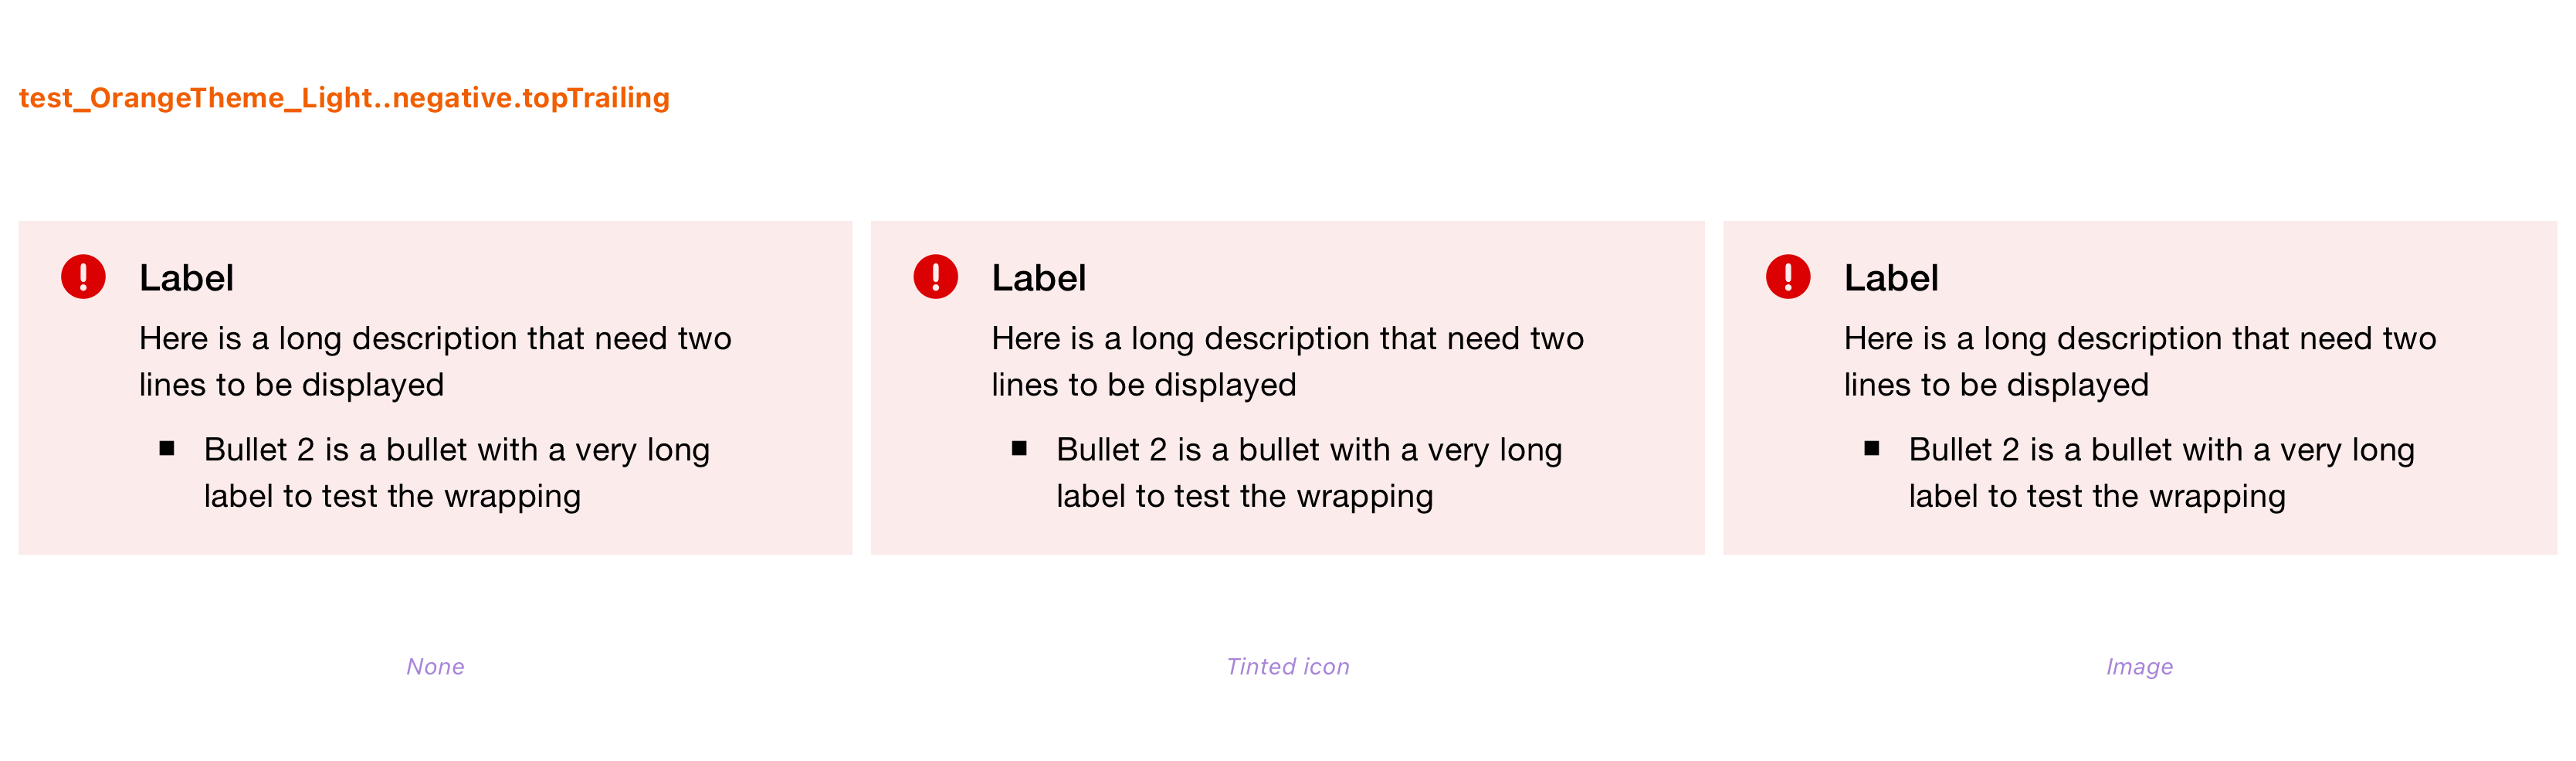 test_OrangeTheme_Light..negative.topTrailing
Label
Here is a long description that need two
lines to be displayed
■ Bullet 2 is a bullet with a very long
label to test the wrapping
Label
Here is a long description that need two
lines to be displayed
■ Bullet 2 is a bullet with a very long
label to test the wrapping
Label
Here is a long description that need two
lines to be displayed
■ Bullet 2 is a bullet with a very long
label to test the wrapping
None
Tinted icon
Image